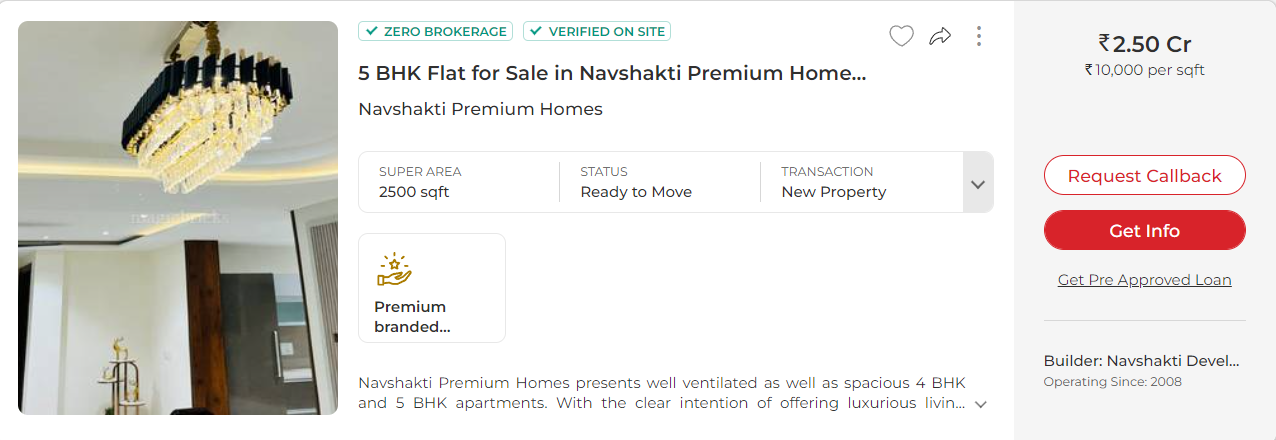 ZERO BROKERAGE
VERIFIED ON SITE
5 BHK Flat for Sale in Navshakti Premium Home...
Navshakti Premium Homes
SUPER AREA
2500 sqft
STATUS
Ready to Move
TRANSACTION
New Property
Premium
branded...
Navshakti Premium Homes presents well ventilated as well as spacious 4 BHK
and 5 BHK apartments. With the clear intention of offering luxurious livin...
₹2.50 Cr
₹10,000 per sqft
Request Callback
Get Info
Get Pre Approved Loan
Builder: Navshakti Devel...
Operating Since: 2008